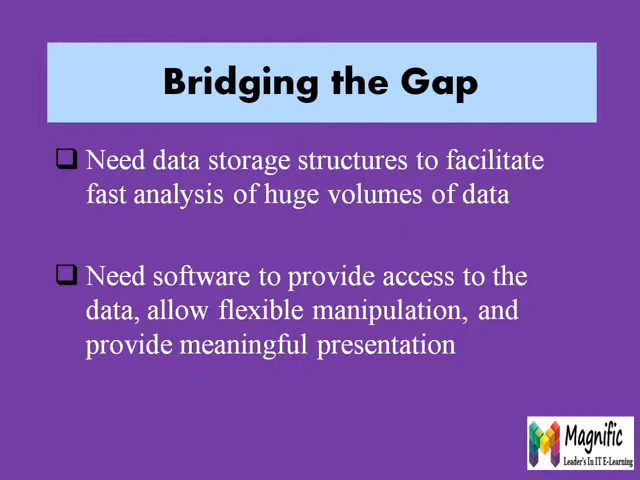 Bridging the Gap
Need data storage structures to facilitate
fast analysis of huge volumes of data
Need software to provide access to the
data, allow flexible manipulation, and
provide meaningful presentation
Magnific
Leader's In IT E-Learning